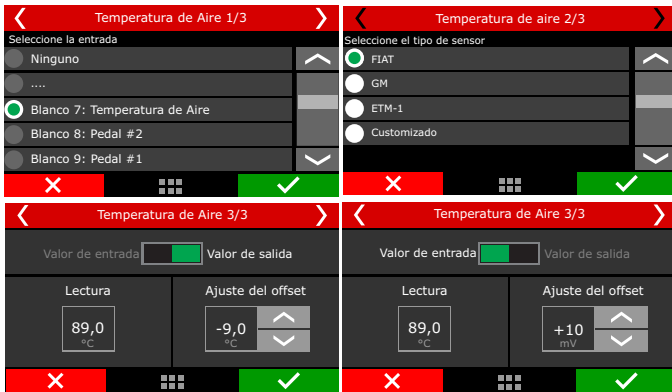 Temperatura de Aire 1/3
Seleccione la entrada
Ninguno
....
Blanco 7: Temperatura de Aire
Blanco 8: Pedal #2
Blanco 9: Pedal #1
Temperatura de aire 2/3
Seleccione el tipo de sensor
FIAT
GM
ETM-1
Customizado
Temperatura de Aire 3/3
Valor de entrada Valor de salida
Lectura Ajuste del offset
89,0 -9,0
°C °C
Temperatura de Aire 3/3
Valor de entrada Valor de salida
Lectura Ajuste del offset
89,0 +10
°C mV